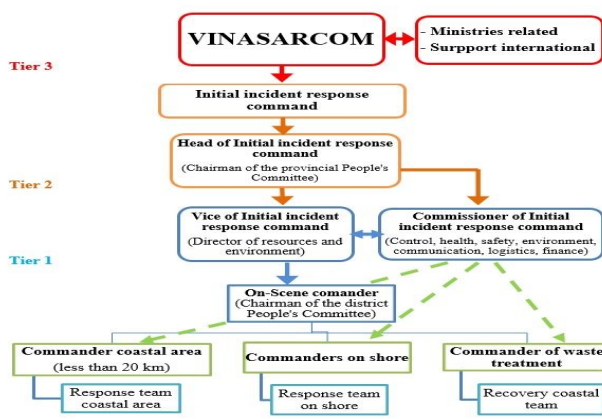 VINASARCOM
- Ministries related
- Surpport international
Tier 3
Initial incident response
command
Head of Initial incident response
command
(Chairman of the provincial People's
Committee)
Tier 2
Vice of Initial incident
response command
(Director of resources and
environment)
Commissioner of Initial
incident response command
(Control, health, safety, environment,
communication, logistics, finance)
Tier 1
On-Scene comander
(Chairman of the district
People's Committee)
Commander coastal area
(less than 20 km)
Commanders on shore
Commander of waste
treatment
Response team
coastal area
Response team
on shore
Recovery coastal
team